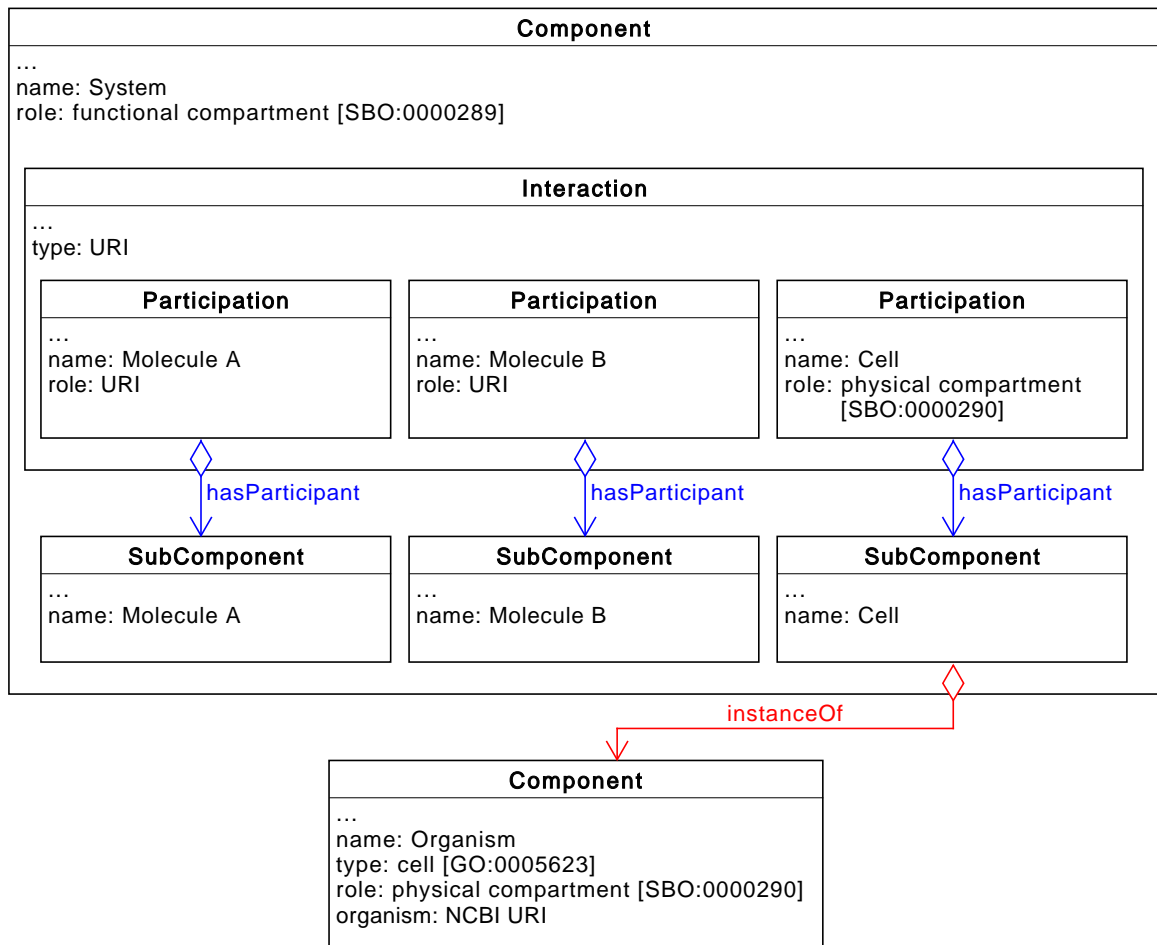 Component
...
name: System
role: functional compartment [SBO:0000289]
Interaction
...
type: URI
Participation
...
name: Molecule A
role: URI
Participation
...
name: Molecule B
role: URI
Participation
...
name: Cell
role: physical compartment
[SBO:0000290]
hasParticipant
hasParticipant
hasParticipant
SubComponent
...
name: Molecule A
SubComponent
...
name: Molecule B
SubComponent
...
name: Cell
instanceOf
Component
...
name: Organism
type: cell [GO:0005623]
role: physical compartment [SBO:0000290]
organism: NCBI URI